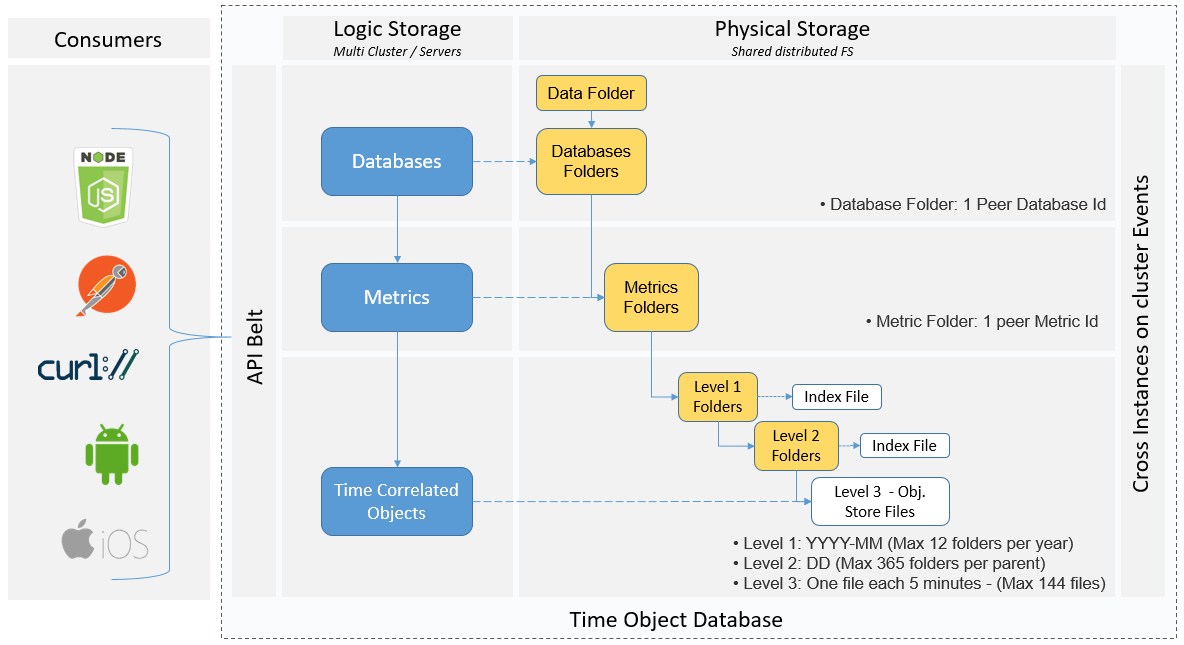 Consumers
Logic Storage
Multi Cluster / Servers
Physical Storage
Shared distributed FS
NODE
JS
curl://
iOS
API Belt
Databases
Metrics
Time Correlated
Objects
Data Folder
Databases
Folders
• Database Folder: 1 Peer Database Id
Metrics
Folders
• Metric Folder: 1 peer Metric Id
Level 1
Folders
Index File
Level 2
Folders
Index File
Level 3 - Obj.
Store Files
• Level 1: YYYY-MM (Max 12 folders per year)
• Level 2: DD (Max 365 folders per parent)
• Level 3: One file each 5 minutes - (Max 144 files)
Cross Instances on cluster Events
Time Object Database